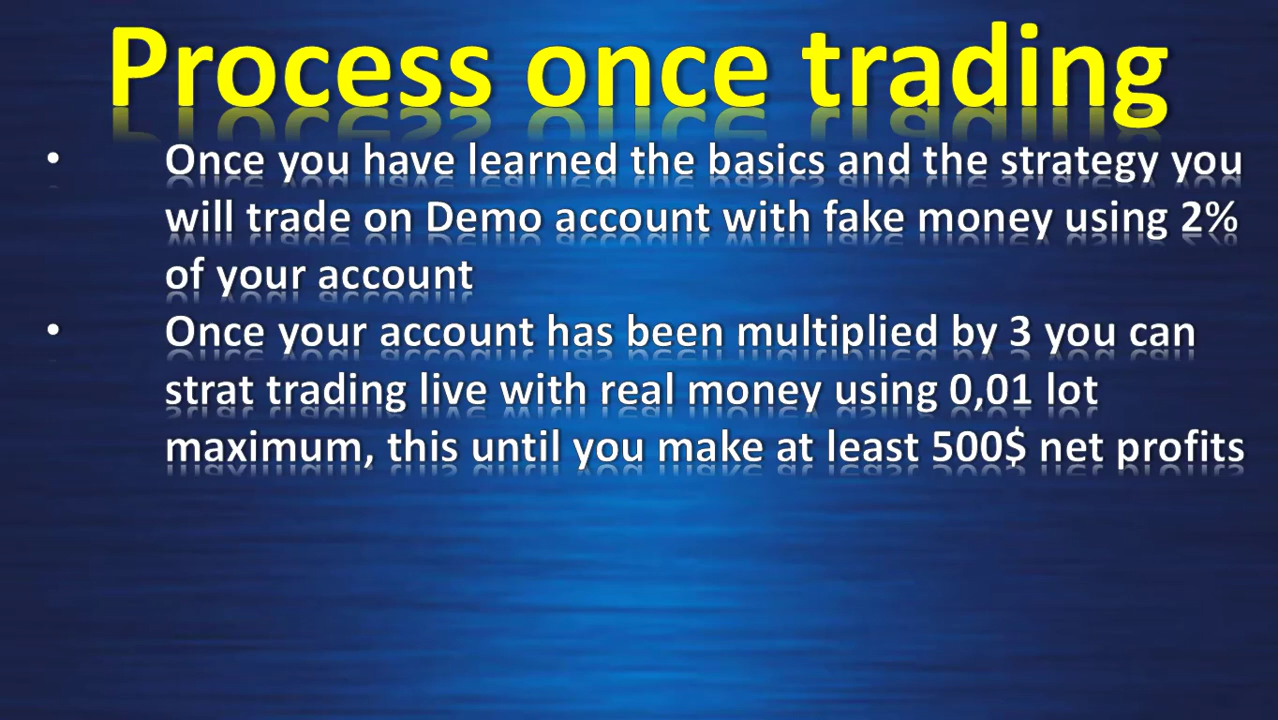 Process once trading
• Once you have learned the basics and the strategy you
will trade on Demo account with fake money using 2%
of your account
• Once your account has been multiplied by 3 you can
strat trading live with real money using 0,01 lot
maximum, this until you make at least 500$ net profits